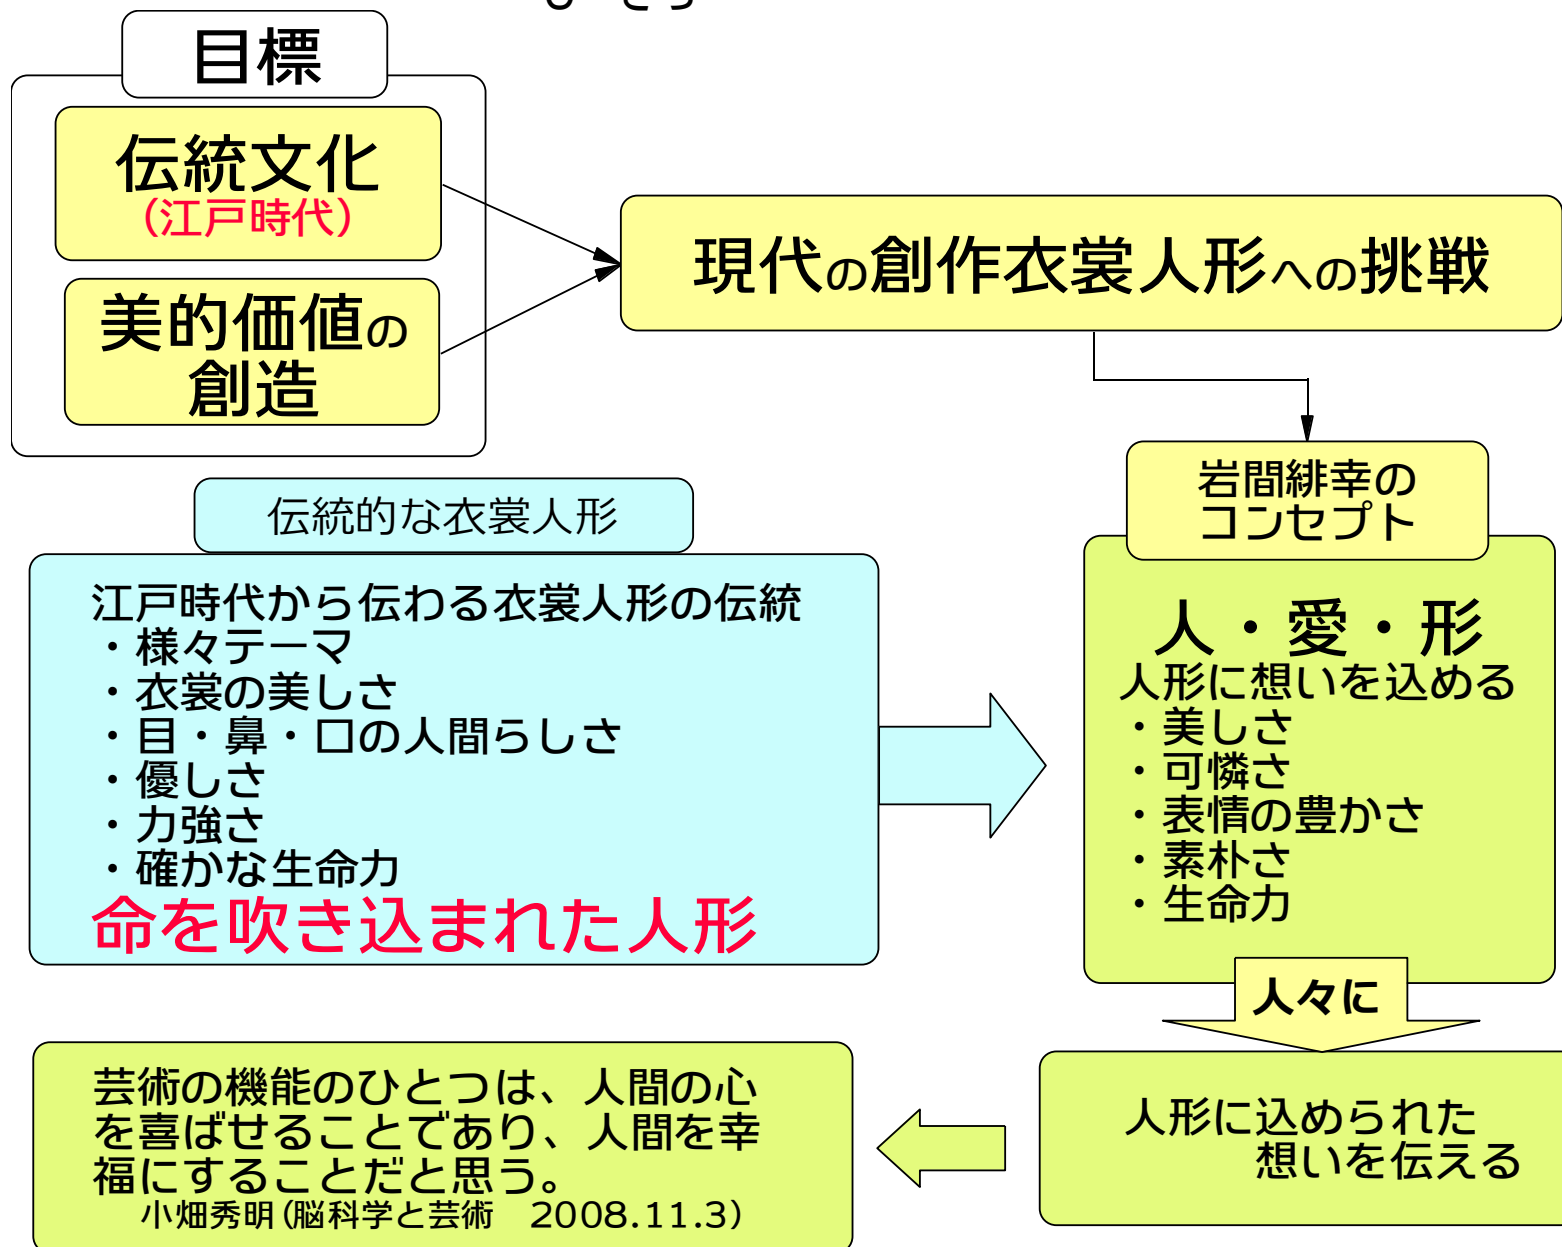 目標
伝統文化
（江戸時代）
美的価値の
創造
現代の創作衣裳人形への挑戦
岩間緋幸の
コンセプト
人・愛・形
人形に想いを込める
・美しさ
・可憐さ
・表情の豊かさ
・素朴さ
・生命力
伝統的な衣裳人形
江戸時代から伝わる衣裳人形の伝統
・様々テーマ
・衣裳の美しさ
・目・鼻・口の人間らしさ
・優しさ
・力強さ
・確かな生命力
命を吹き込まれた人形
人々に
人形に込められた
想いを伝える
芸術の機能のひとつは、人間の心
を喜ばせることであり、人間を幸
福にすることだと思う。
小畑秀明（脳科学と芸術　2008.11.3）